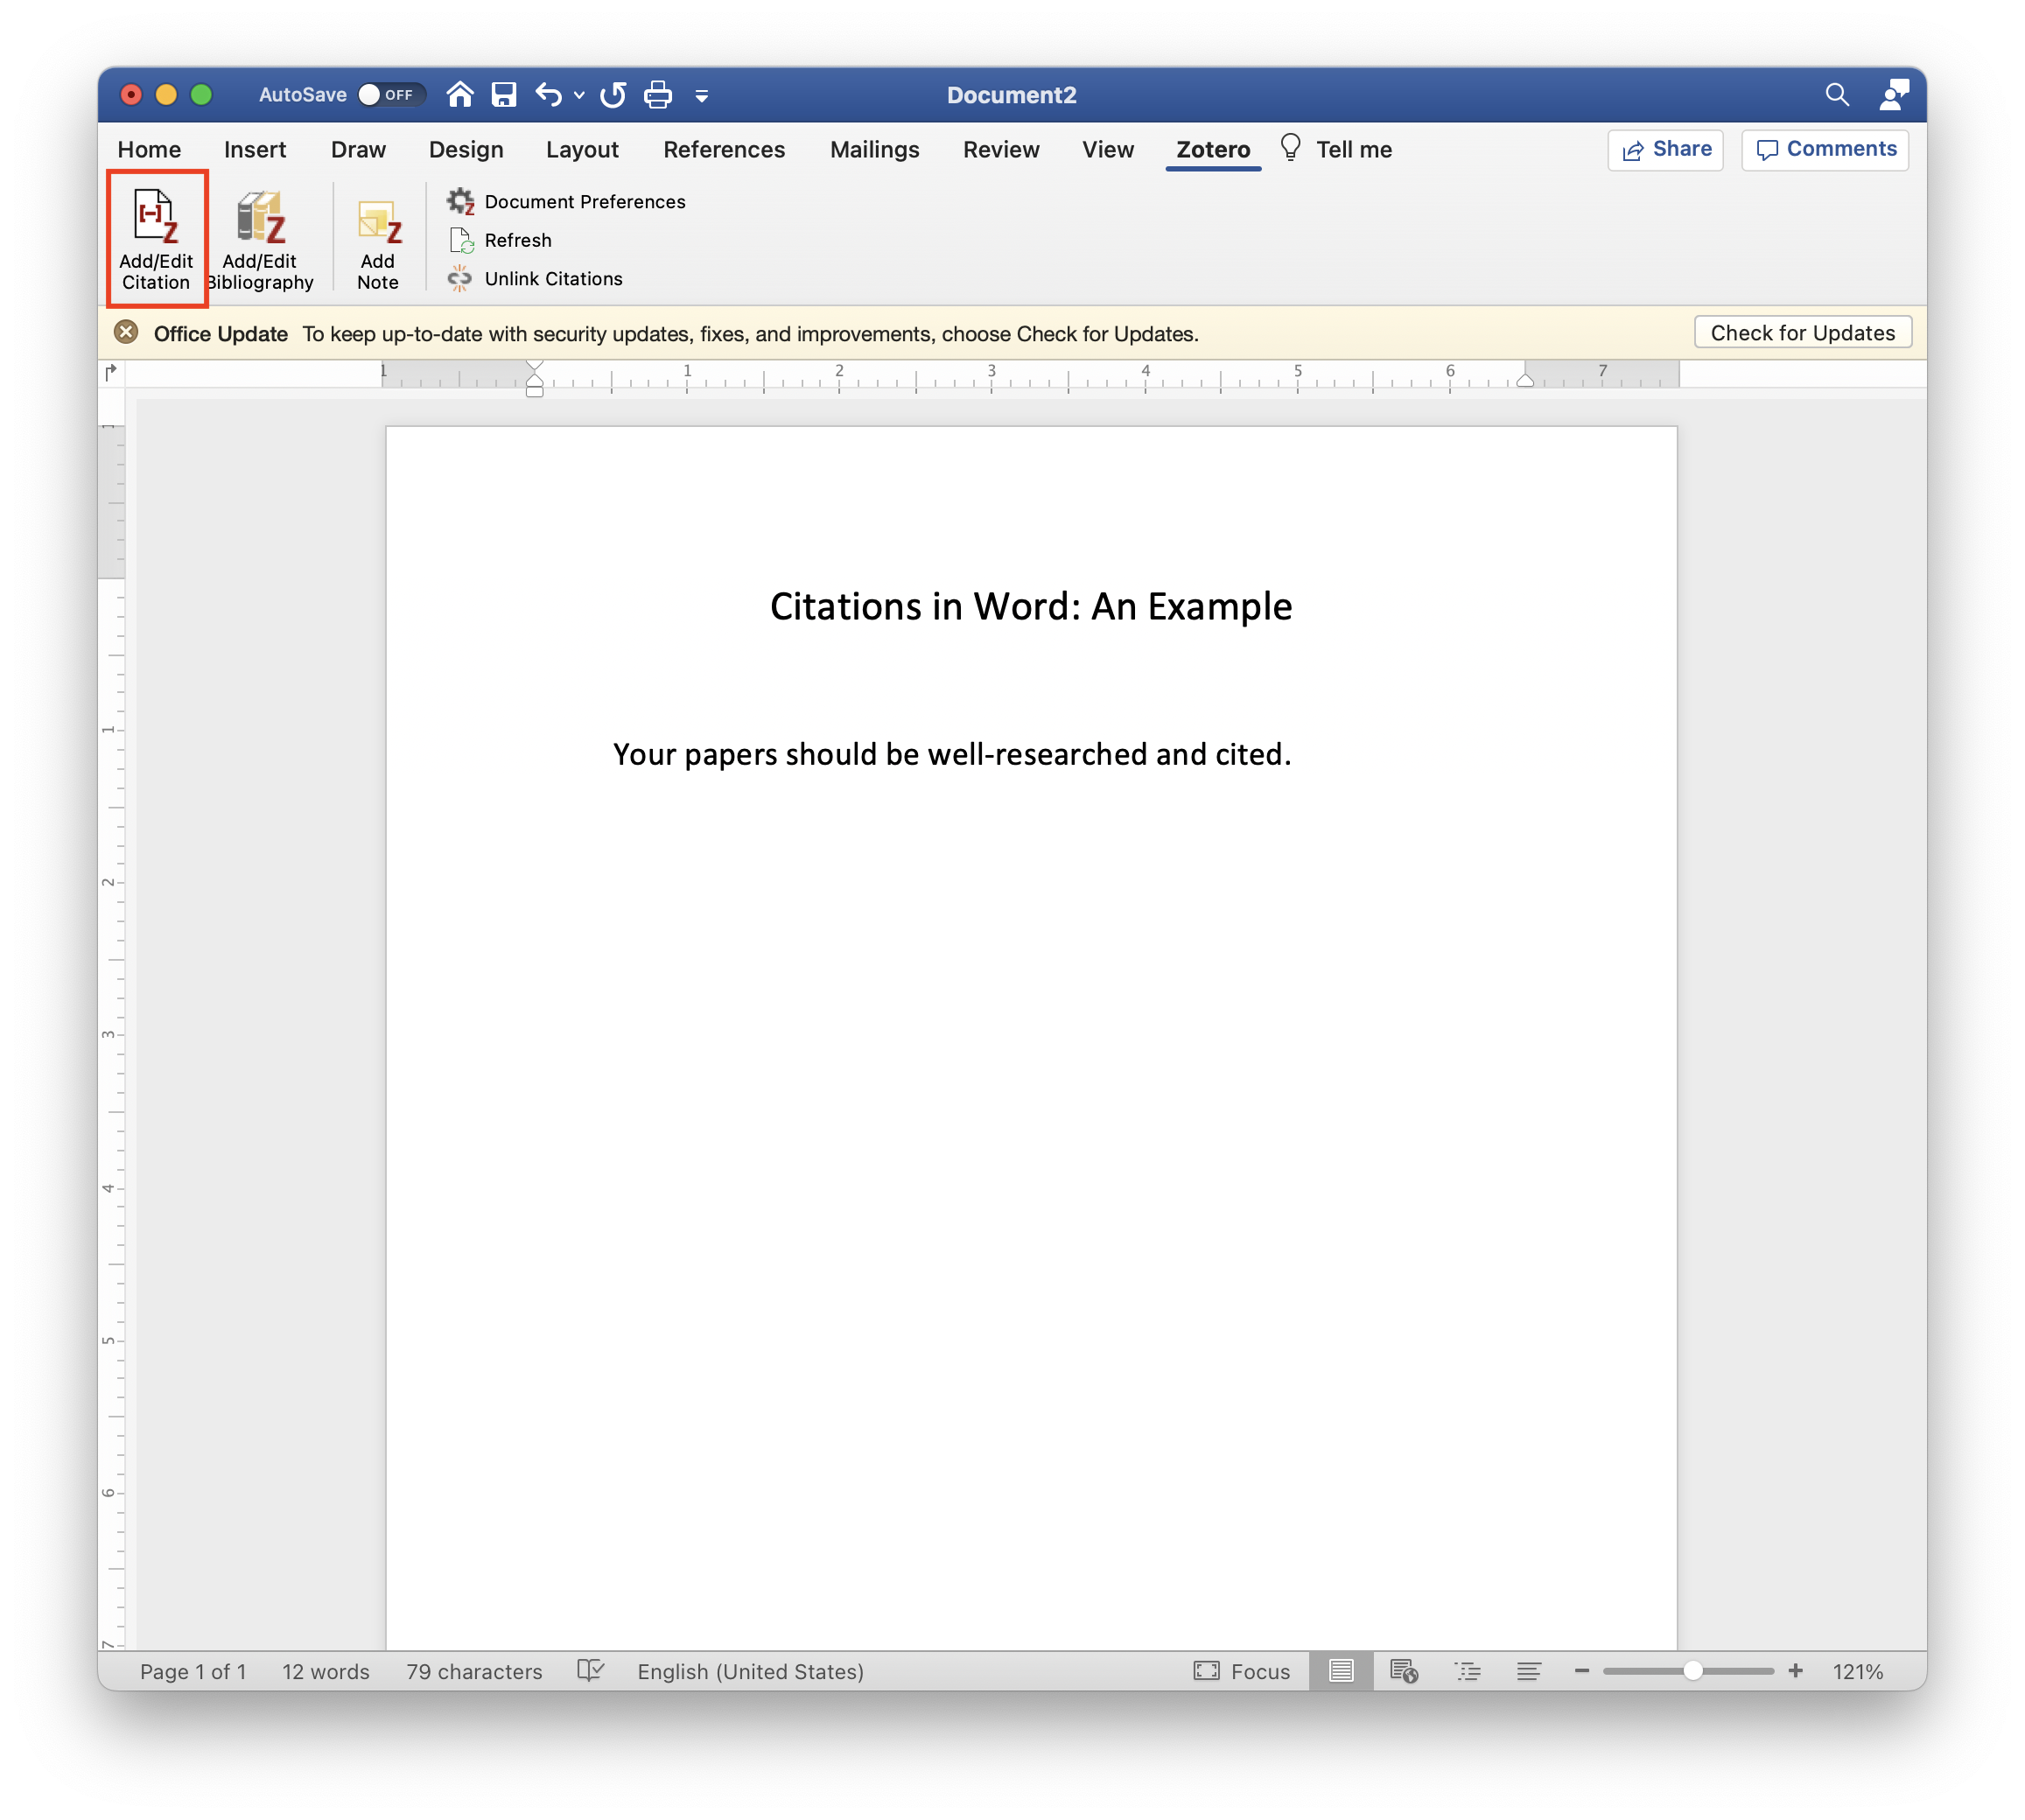 AutoSave OFF Document2
Home Insert Draw Design Layout References Mailings Review View Zotero Tell me Share Comments
[-] Z Z Z
Add/Edit Citation
Add/Edit Bibliography
Add Note
Document Preferences
Refresh
Unlink Citations
Office Update To keep up-to-date with security updates, fixes, and improvements, choose Check for Updates. Check for Updates
1 1 2 3 4 5 6 7
Citations in Word: An Example
Your papers should be well-researched and cited.
1
1
2
3
4
5
6
7
Page 1 of 1 12 words 79 characters English (United States) Focus 121%